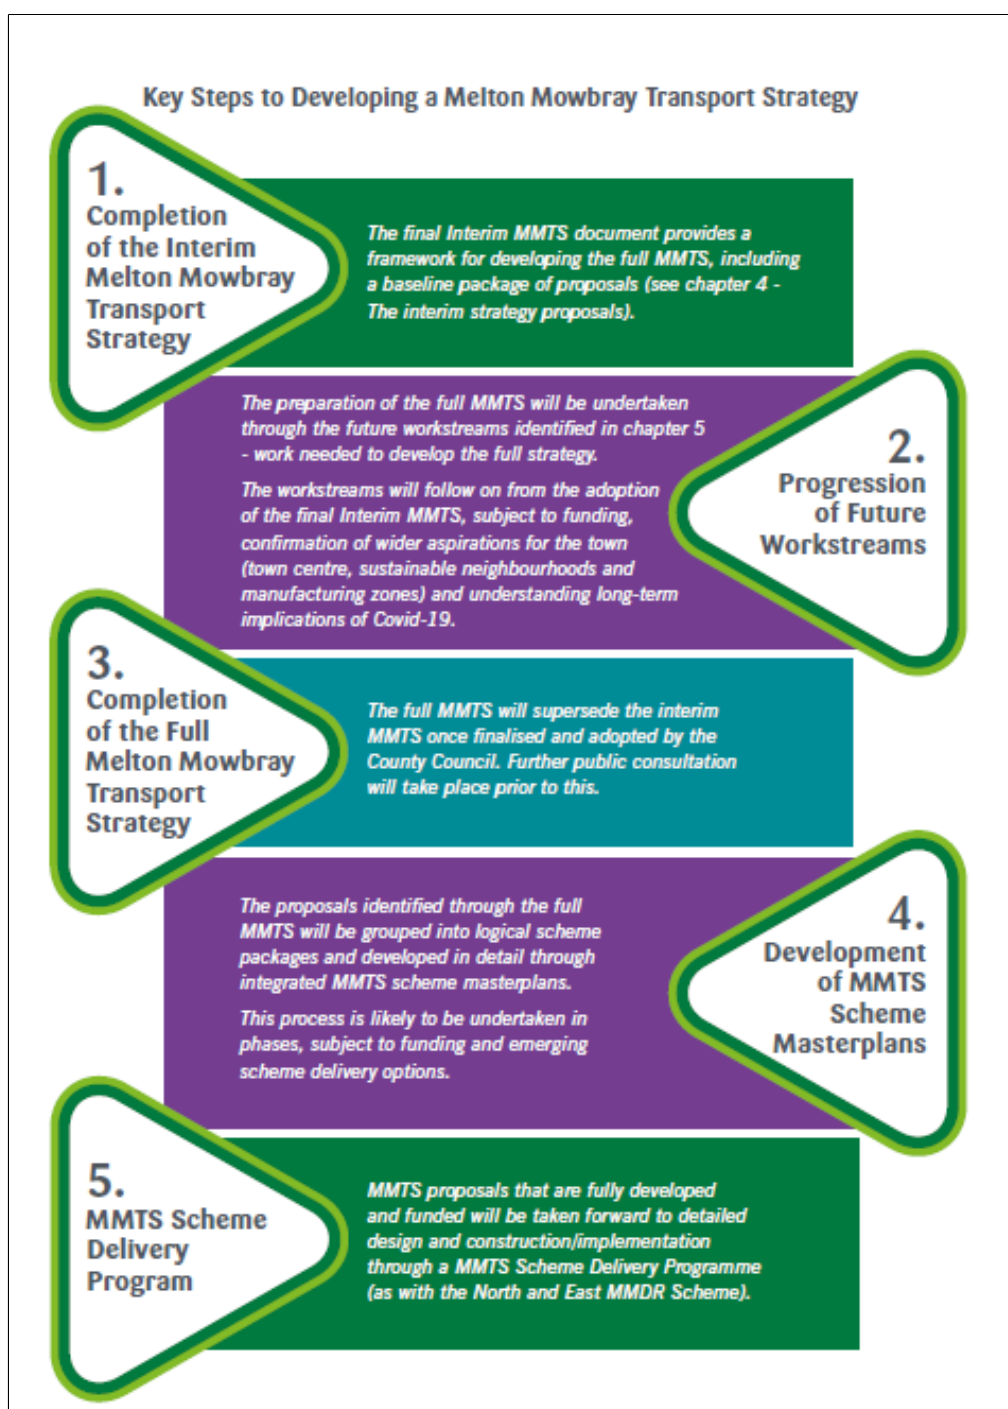 Key Steps to Developing a Melton Mowbray Transport Strategy
1.
Completion
of the Interim
Melton Mowbray
Transport
Strategy
The final Interim MMTS document provides a
framework for developing the full MMTS, including
a baseline package of proposals (see chapter 4 -
The interim strategy proposals).
2.
Progression
of Future
Workstreams
The preparation of the full MMTS will be undertaken
through the future workstreams identified in chapter 5
- work needed to develop the full strategy.
The workstreams will follow on from the adoption
of the final Interim MMTS, subject to funding,
confirmation of wider aspirations for the town
(town centre, sustainable neighbourhoods and
manufacturing zones) and understanding long-term
implications of Covid-19.
3.
Completion
of the Full
Melton Mowbray
Transport
Strategy
The full MMTS will supersede the interim
MMTS once finalised and adopted by the
County Council. Further public consultation
will take place prior to this.
4.
Development
of MMTS
Scheme
Masterplans
The proposals identified through the full
MMTS will be grouped into logical scheme
packages and developed in detail through
integrated MMTS scheme masterplans.
This process is likely to be undertaken in
phases, subject to funding and emerging
scheme delivery options.
5.
MMTS Scheme
Delivery
Program
MMTS proposals that are fully developed
and funded will be taken forward to detailed
design and construction/implementation
through a MMTS Scheme Delivery Programme
(as with the North and East MMDR Scheme).